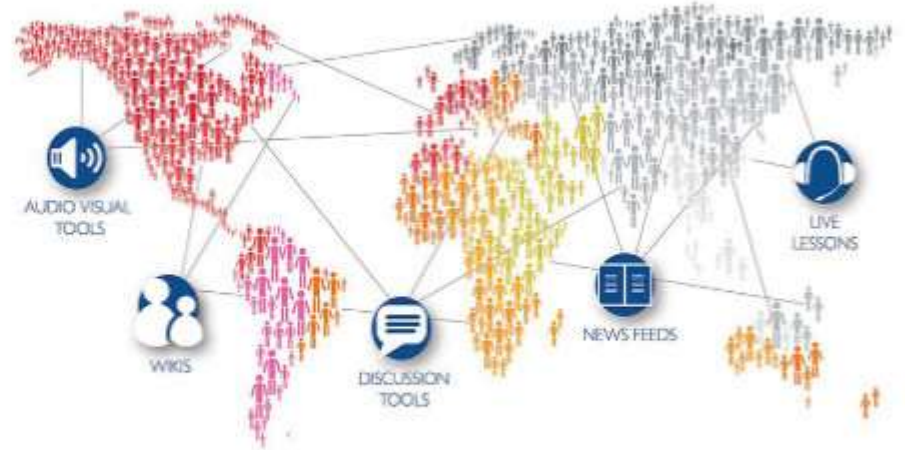 AUDIO VISUAL
TOOLS
LIVE
LESSONS
WIKIS
NEWS FEEDS
DISCUSSION
TOOLS